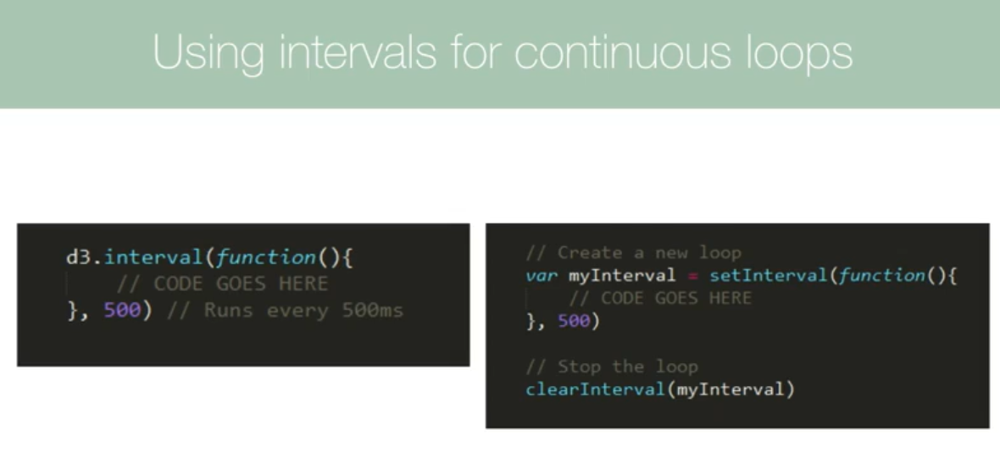 Using intervals for continuous loops
d3.interval(function(){
    // CODE GOES HERE
}, 500) // Runs every 500ms
// Create a new loop
var myInterval = setInterval(function(){
    // CODE GOES HERE
}, 500)
// Stop the loop
clearInterval(myInterval)